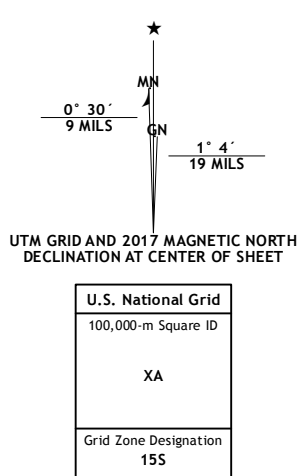 ★
MN
0° 30´
9 MILS
GN
1° 4´
19 MILS
UTM GRID AND 2017 MAGNETIC NORTH
DECLINATION AT CENTER OF SHEET
U.S. National Grid
100,000-m Square ID
XA
Grid Zone Designation
15S